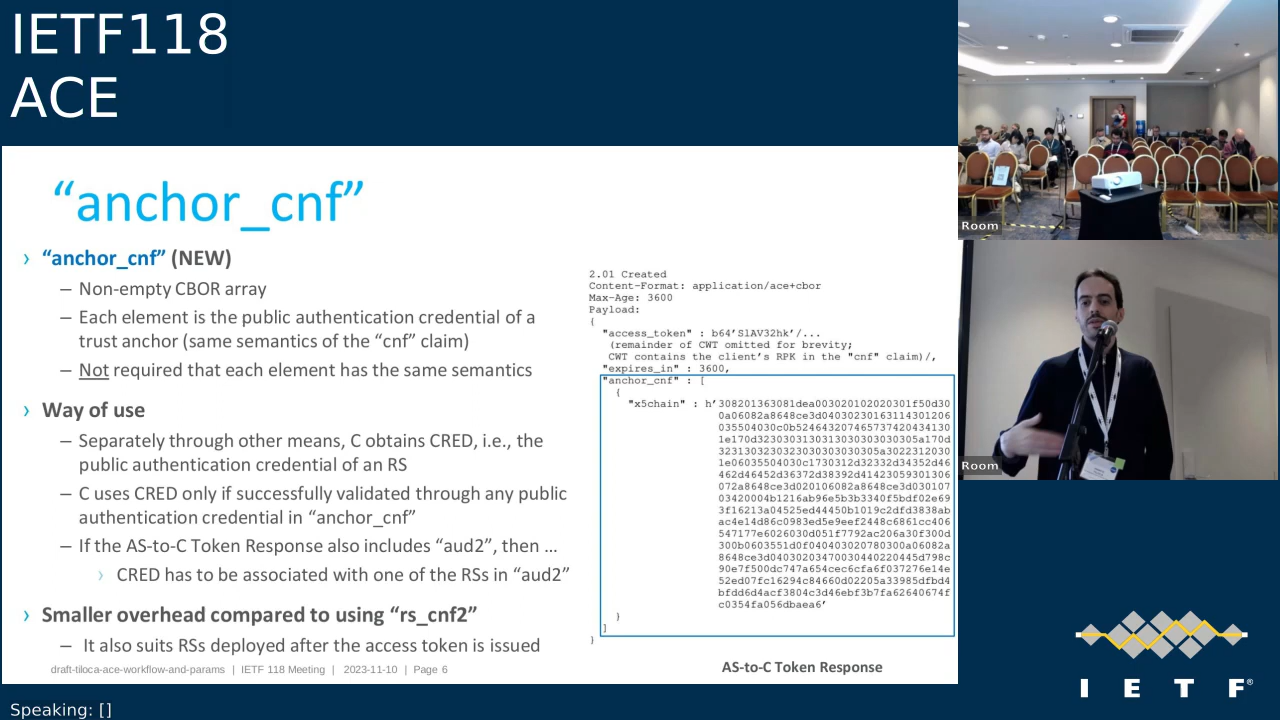 IETF118
ACE
“anchor_cnf”
› “anchor_cnf” (NEW)
– Non-empty CBOR array
– Each element is the public authentication credential of a
trust anchor (same semantics of the “cnf” claim)
– Not required that each element has the same semantics
› Way of use
– Separately through other means, C obtains CRED, i.e., the
public authentication credential of an RS
– C uses CRED only if successfully validated through any public
authentication credential in “anchor_cnf”
– If the AS-to-C Token Response also includes “aud2”, then …
› CRED has to be associated with one of the RSs in “aud2”
› Smaller overhead compared to using “rs_cnf2”
– It also suits RSs deployed after the access token is issued
draft-tiloca-ace-workflow-and-params | IETF 118 Meeting | 2023-11-10 | Page 6
2.01 Created
Content-Format: application/ace+cbor
Max-Age: 3600
Payload:
{
"access_token" : b64'SlAV32hk'/...
(remainder of CWT omitted for brevity;
CWT contains the client's RPK in the "cnf" claim)/,
"expires_in" : 3600,
"anchor_cnf" : [
{
"x5chain" : h'308201363081dea003020102020301f50d30
0a06082a8648ce3d04030230163114301206
035504030c0b524643207465737420434130
1e170d3230303130313030303030305a170d
3231303230323030303030305a3022312030
1e06035504030c1730312d32332d34352d46
462d46452d36372d38392d41423059301306
072a8648ce3d020106082a8648ce3d030107
03420004b1216ab96e5b3b3340f5bdf02e69
3f16213a04525ed44450b1019c2dfd3838ab
ac4e14d86c0983ed5e9eef2448c6861cc406
547177e6026030d051f7792ac206a30f300d
300b0603551d0f040403020780300a06082a
8648ce3d0403020347003044022044​5d798c
90e7f500dc747a654cec6cfa6f037276e14e
52ed07fc16294c84660d02205a33985dfbd4
bfdd6d4acf3804c3d46ebf3b7fa62640674f
c0354fa056dbaea6'
}
]
}
AS-to-C Token Response
Room
Room
I E T F®
Speaking: []